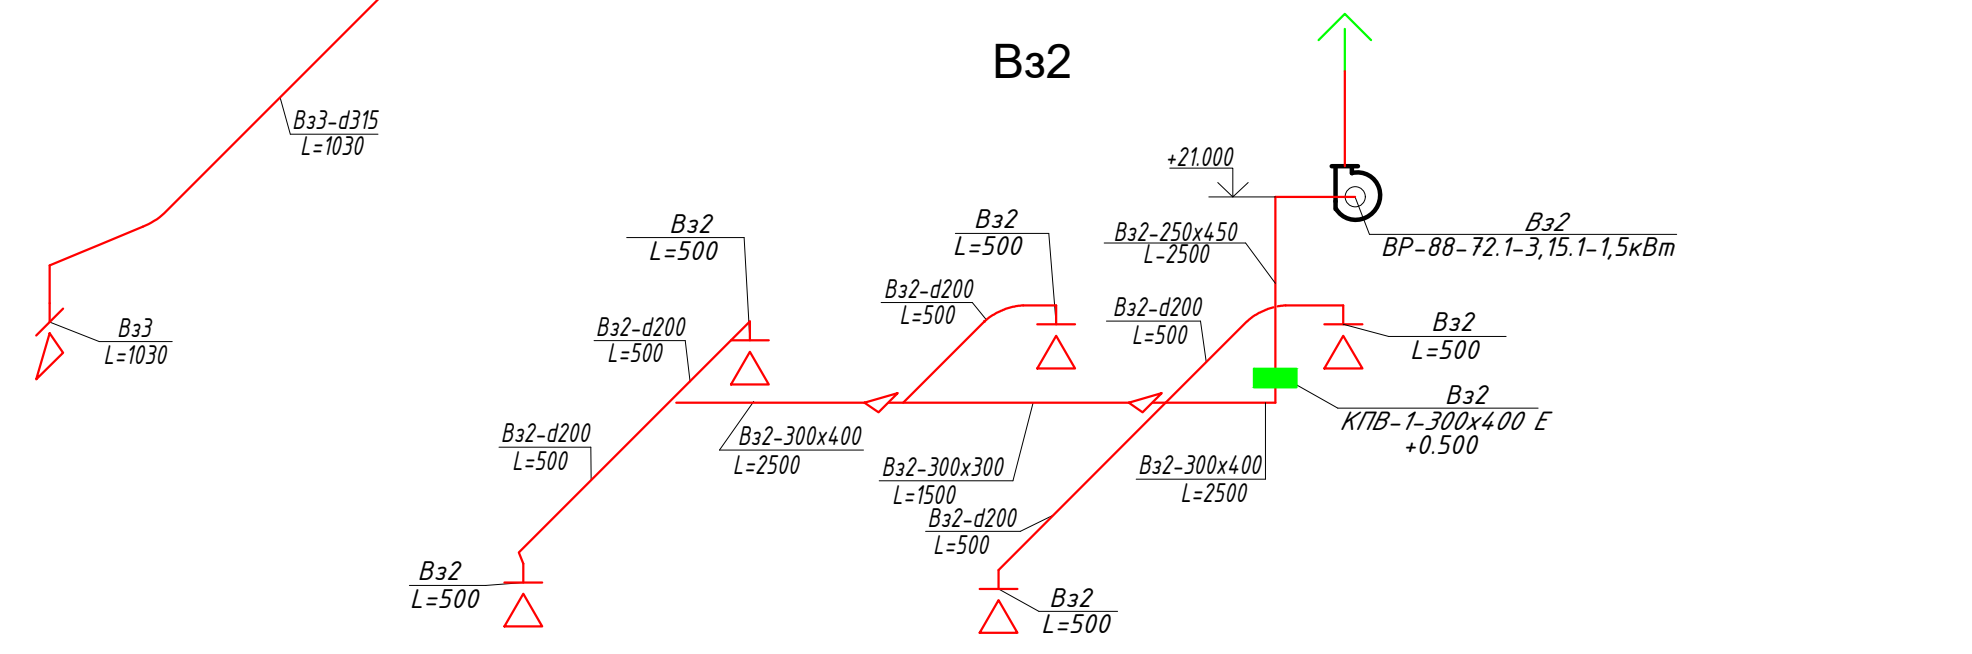 Вз2
Вз3-d315
L=1030
+21.000
Вз2
L=500
Вз2
L=500
Вз2-250х450
L-2500
Вз2
ВР-88-72.1-3,15.1-1,5кВт
Вз2-d200
L=500
Вз2-d200
L=500
Вз2-d200
L=500
Вз3
L=1030
Вз2
L=500
Вз2
КПВ-1-300х400 Е
+0.500
Вз2-d200
L=500
Вз2-300х400
L=2500
Вз2-300х300
L=1500
Вз2-300х400
L=2500
Вз2-d200
L=500
Вз2
L=500
Вз2
L=500